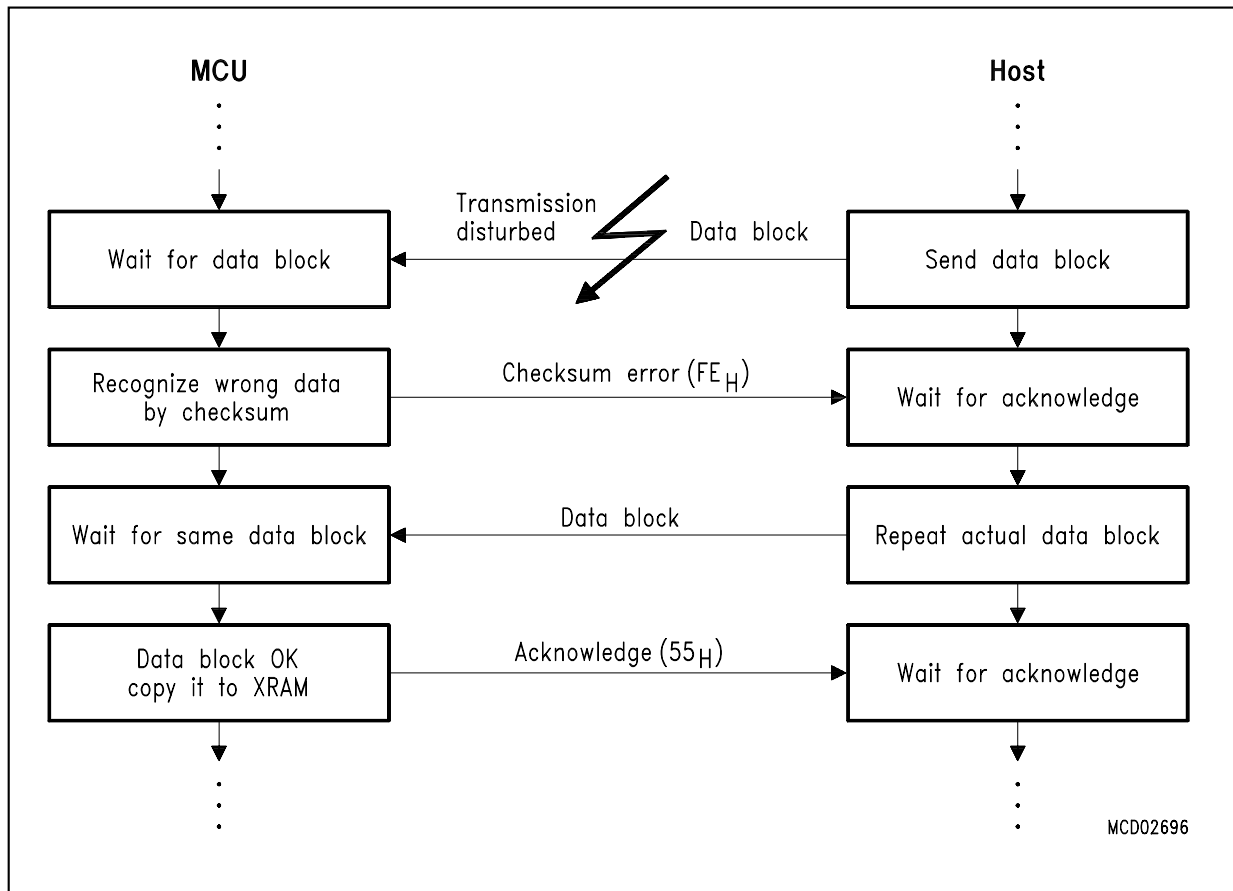 MCU
Host
Transmission
disturbed
Data block
Wait for data block
Send data block
Recognize wrong data
by checksum
Checksum error (FE H)
Wait for acknowledge
Wait for same data block
Data block
Repeat actual data block
Data block OK
copy it to XRAM
Acknowledge (55 H)
Wait for acknowledge
MCD02696